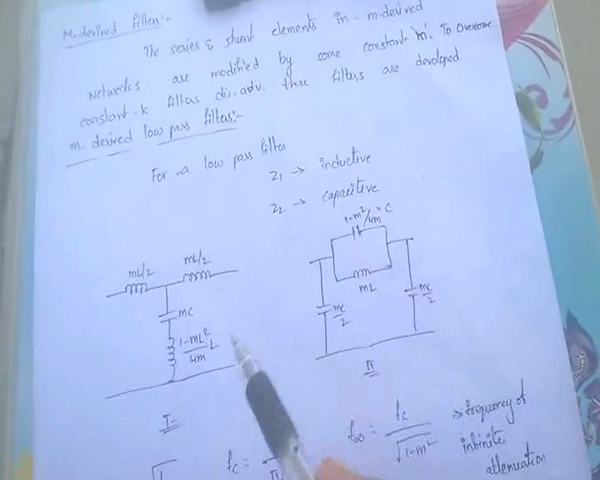 M-derived filters:-
The series & shunt elements in m-derived
Networks are modified by some constant 'm'. To overcome
constant-k filters dis.adv. these filters are developed
m-derived low pass filters:-
For a low pass filter
Z1 → inductive
Z2 → capacitive
1-m²/4m C
mL/2 mL/2
mL
mc
mc/2 mc/2
1-mL²/4m L
T- π
f∞ = fc/√1-m² → frequency of
infinite
attenuation
fc =